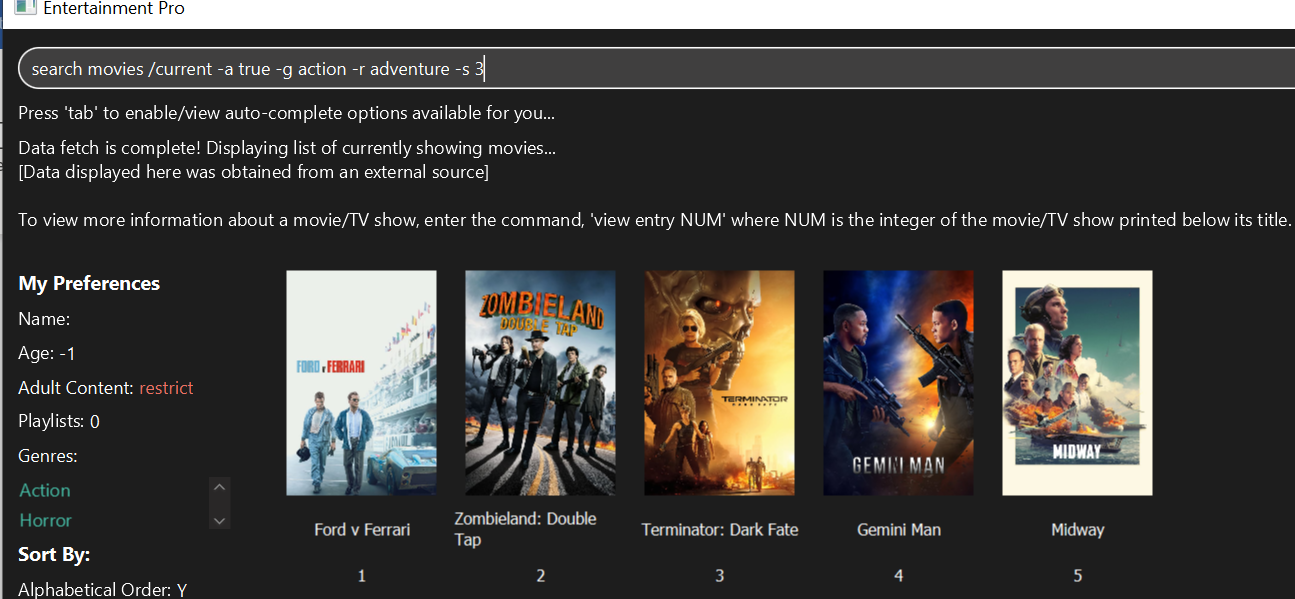 Entertainment Pro
search movies /current -a true -g action -r adventure -s 3
Press 'tab' to enable/view auto-complete options available for you...
Data fetch is complete! Displaying list of currently showing movies...
[Data displayed here was obtained from an external source]
To view more information about a movie/TV show, enter the command, 'view entry NUM' where NUM is the integer of the movie/TV show printed below its title.
My Preferences
Name:
Age: -1
Adult Content: restrict
Playlists: 0
Genres:
Action
Horror
Sort By:
Alphabetical Order: Y
FORD v FERRARI
ZOMBIELAND
DOUBLE TAP
TERMINATOR
DARK FATE
GEMINI MAN
MIDWAY
Ford v Ferrari
Zombieland: Double
Tap
Terminator: Dark Fate
Gemini Man
Midway
1
2
3
4
5